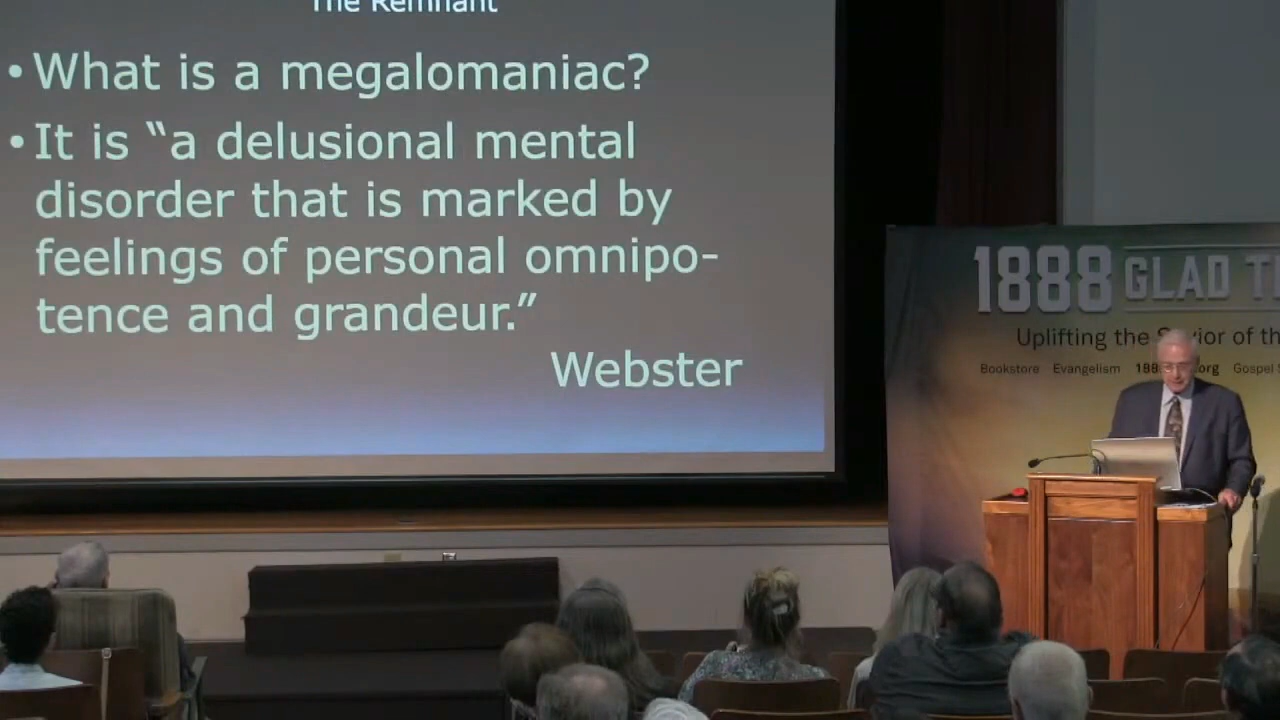 The Remnant
• What is a megalomaniac?
• It is “a delusional mental
disorder that is marked by
feelings of personal omnipo-
tence and grandeur.”
Webster
1888 GLAD
Uplifting the of the
Bookstore Evangelism 188 org Gospel